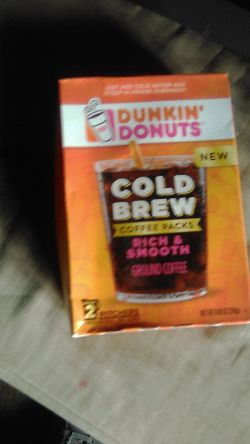 JUST ADD COLD WATER AND
STEEP IN FRIDGE OVERNIGHT
DUNKIN'
DONUTS
NEW
COLD
BREW
COFFEE PACKS
RICH &
SMOOTH
GROUND COFFEE
2 PITCHERS